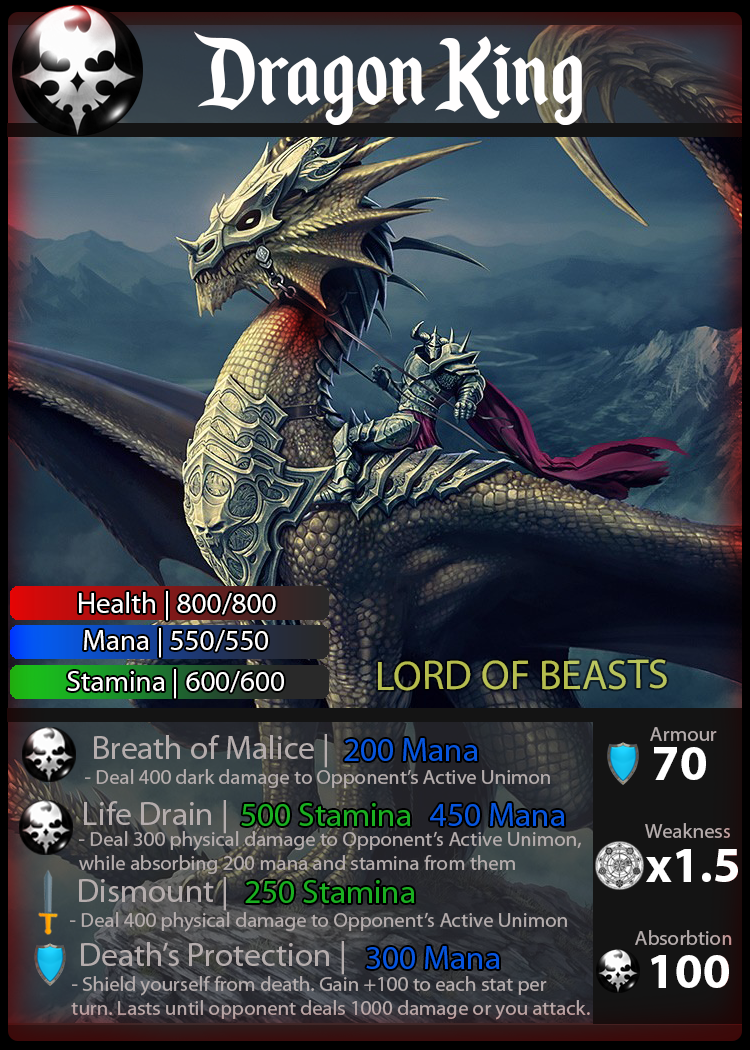 Dragon King
Health | 800/800
Mana | 550/550
Stamina | 600/600
LORD OF BEASTS
Breath of Malice | 200 Mana
- Deal 400 dark damage to Opponent's Active Unimon
Life Drain | 500 Stamina 450 Mana
- Deal 300 physical damage to Opponent's Active Unimon,
while absorbing 200 mana and stamina from them
Dismount | 250 Stamina
- Deal 400 physical damage to Opponent's Active Unimon
Death's Protection | 300 Mana
- Shield yourself from death. Gain +100 to each stat per
turn. Lasts until opponent deals 1000 damage or you attack.
Armour
70
Weakness
x1.5
Absorbtion
100